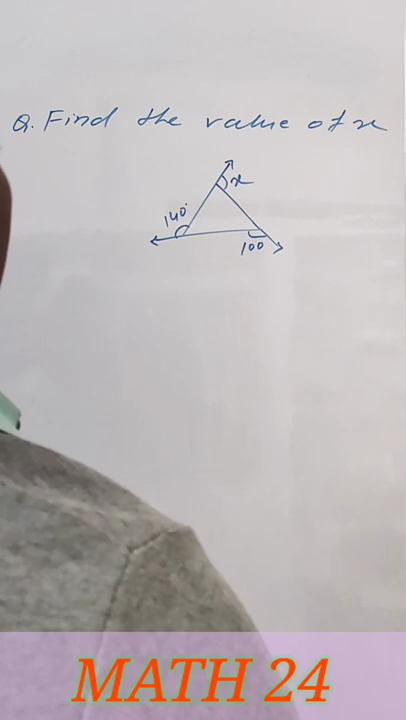 Q. Find the value of x
x
140°
100
MATH 24